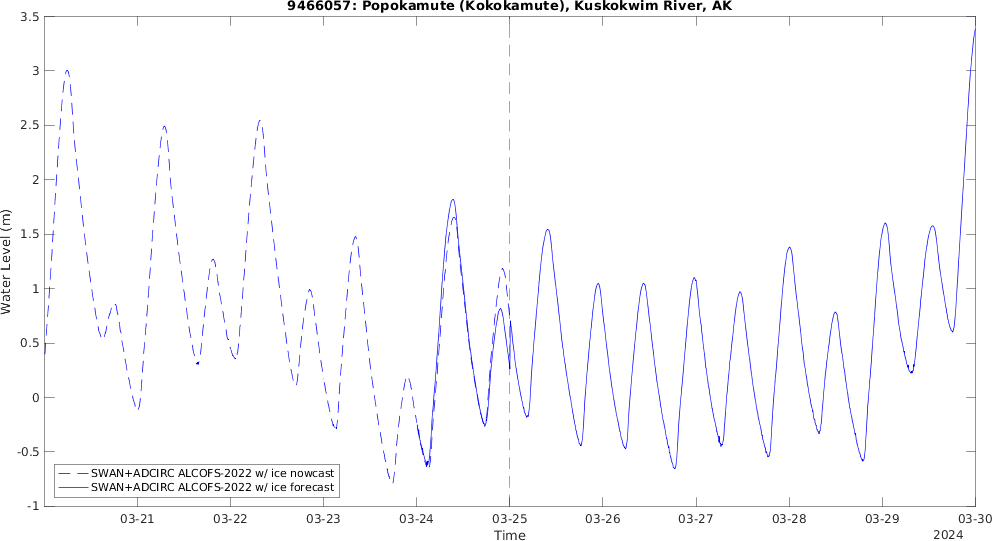 9466057: Popokamute (Kokokamute), Kuskokwim River, AK
3.5
3
2.5
2
1.5
1
0.5
0
-0.5
-1
Water Level (m)
SWAN+ADCIRC ALCOFS-2022 w/ ice nowcast
SWAN+ADCIRC ALCOFS-2022 w/ ice forecast
03-21 03-22 03-23 03-24 03-25 03-26 03-27 03-28 03-29 03-30
Time
2024